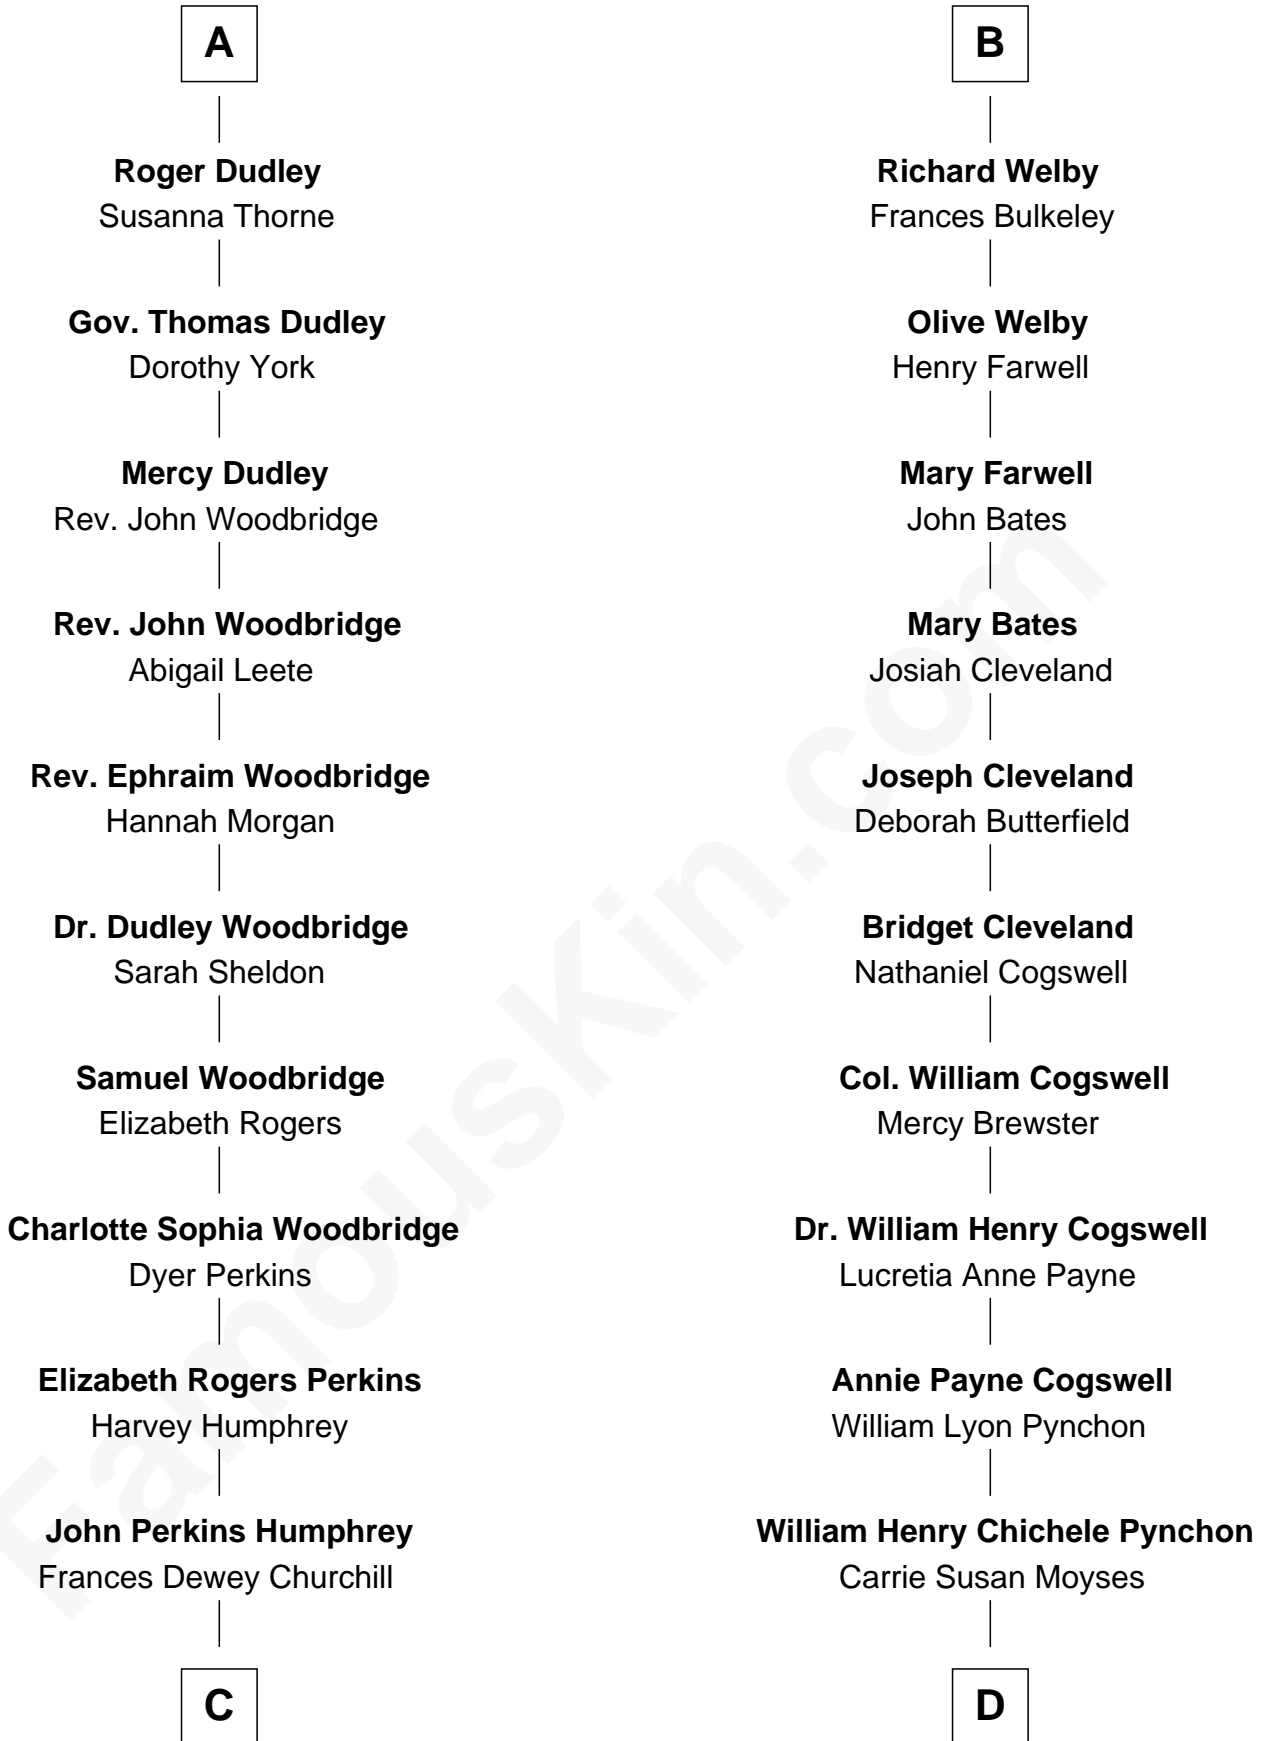 A
Roger Dudley
Susanna Thorne
Gov. Thomas Dudley
Dorothy York
Mercy Dudley
Rev. John Woodbridge
Rev. John Woodbridge
Abigail Leete
Rev. Ephraim Woodbridge
Hannah Morgan
Dr. Dudley Woodbridge
Sarah Sheldon
Samuel Woodbridge
Elizabeth Rogers
Charlotte Sophia Woodbridge
Dyer Perkins
Elizabeth Rogers Perkins
Harvey Humphrey
John Perkins Humphrey
Frances Dewey Churchill
C
B
Richard Welby
Frances Bulkeley
Olive Welby
Henry Farwell
Mary Farwell
John Bates
Mary Bates
Josiah Cleveland
Joseph Cleveland
Deborah Butterfield
Bridget Cleveland
Nathaniel Cogswell
Col. William Cogswell
Mercy Brewster
Dr. William Henry Cogswell
Lucretia Anne Payne
Annie Payne Cogswell
William Lyon Pynchon
William Henry Chichele Pynchon
Carrie Susan Moyses
D
FamousKin.com